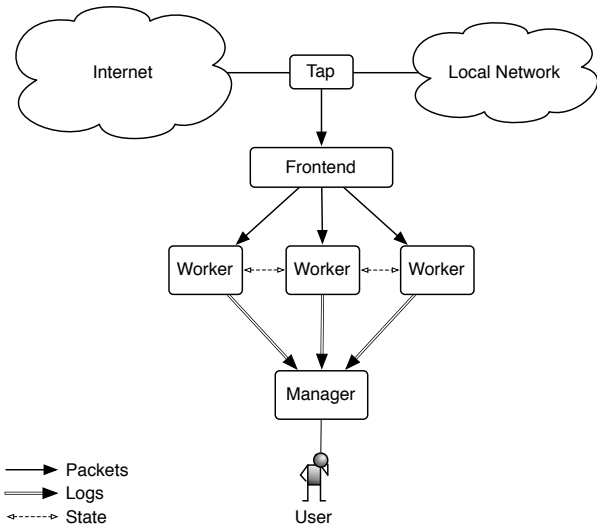 Internet
Tap
Local Network
Frontend
Worker
Worker
Worker
Manager
Packets
Logs
State
User